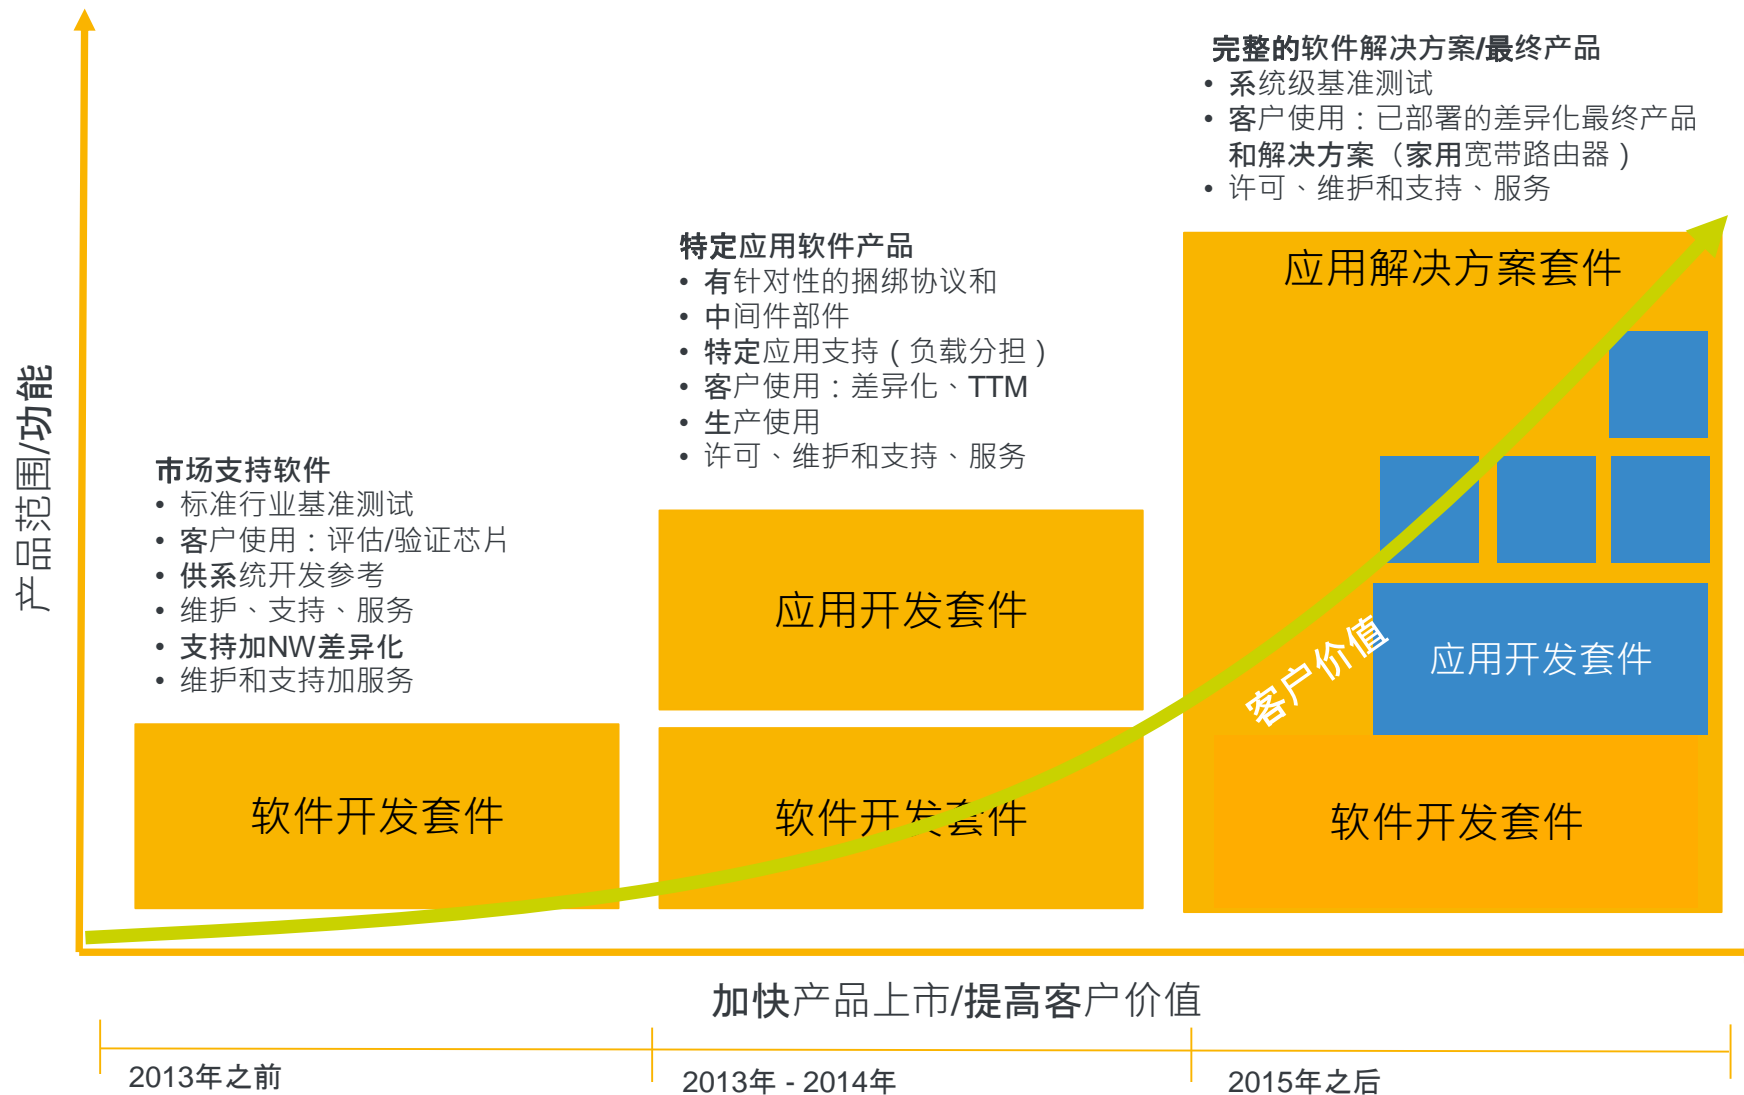 完整的软件解决方案/最终产品
• 系统级基准测试
• 客户使用：已部署的差异化最终产品
和解决方案（家用宽带路由器）
• 许可、维护和支持、服务
特定应用软件产品
• 有针对性的捆绑协议和
• 中间件部件
• 特定应用支持（负载分担）
• 客户使用：差异化、TTM
• 生产使用
• 许可、维护和支持、服务
市场支持软件
• 标准行业基准测试
• 客户使用：评估/验证芯片
• 供系统开发参考
• 维护、支持、服务
• 支持加NW差异化
• 维护和支持加服务
产品范围/功能
应用解决方案套件
应用开发套件
应用开发套件
客户价值
软件开发套件
软件开发套件
软件开发套件
加快产品上市/提高客户价值
2013年之前
2013年 - 2014年
2015年之后